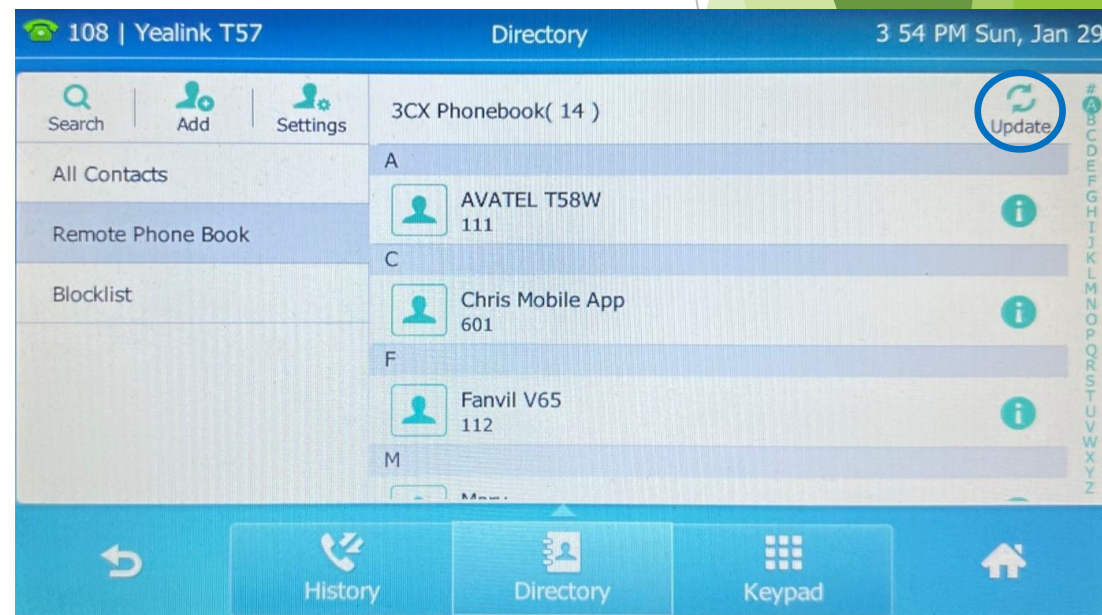 108 | Yealink T57
Directory
3 54 PM Sun, Jan 29
Search
Add
Settings
3CX Phonebook( 14 )
Update
All Contacts
Remote Phone Book
Blocklist
A
AVATEL T58W
111
C
Chris Mobile App
601
F
Fanvil V65
112
M
#
A
B
C
D
E
F
G
H
I
J
K
L
M
N
O
P
Q
R
S
T
U
V
W
X
Y
Z
History
Directory
Keypad